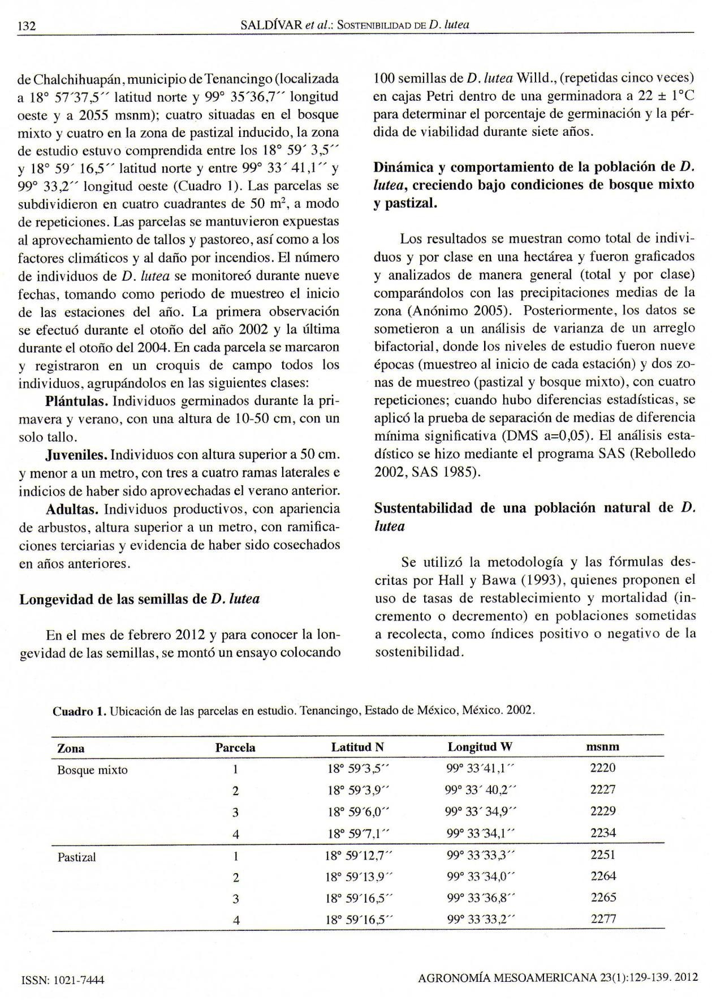 132
SALDÍVAR et al.: SOSTENIBILIDAD DE D. lutea
de Chalchihuapán, municipio de Tenancingo (localizada
a 18° 57´37,5´´ latitud norte y 99° 35´36,7´´ longitud
oeste y a 2055 msnm); cuatro situadas en el bosque
mixto y cuatro en la zona de pastizal inducido, la zona
de estudio estuvo comprendida entre los 18° 59´ 3,5´´
y 18° 59´ 16,5´´ latitud norte y entre 99° 33´ 41,1´´ y
99° 33,2´´ longitud oeste (Cuadro 1). Las parcelas se
subdividieron en cuatro cuadrantes de 50 m², a modo
de repeticiones. Las parcelas se mantuvieron expuestas
al aprovechamiento de tallos y pastoreo, así como a los
factores climáticos y al daño por incendios. El número
de individuos de D. lutea se monitoreó durante nueve
fechas, tomando como periodo de muestreo el inicio
de las estaciones del año. La primera observación
se efectuó durante el otoño del año 2002 y la última
durante el otoño del 2004. En cada parcela se marcaron
y registraron en un croquis de campo todos los
individuos, agrupándolos en las siguientes clases:
Plántulas. Individuos germinados durante la pri-
mavera y verano, con una altura de 10-50 cm, con un
solo tallo.
Juveniles. Individuos con altura superior a 50 cm.
y menor a un metro, con tres a cuatro ramas laterales e
indicios de haber sido aprovechadas el verano anterior.
Adultas. Individuos productivos, con apariencia
de arbustos, altura superior a un metro, con ramifica-
ciones terciarias y evidencia de haber sido cosechados
en años anteriores.
Longevidad de las semillas de D. lutea
En el mes de febrero 2012 y para conocer la lon-
gevidad de las semillas, se montó un ensayo colocando
100 semillas de D. lutea Willd., (repetidas cinco veces)
en cajas Petri dentro de una germinadora a 22 ± 1°C
para determinar el porcentaje de germinación y la pér-
dida de viabilidad durante siete años.
Dinámica y comportamiento de la población de D.
lutea, creciendo bajo condiciones de bosque mixto
y pastizal.
Los resultados se muestran como total de indivi-
duos y por clase en una hectárea y fueron graficados
y analizados de manera general (total y por clase)
comparándolos con las precipitaciones medias de la
zona (Anónimo 2005). Posteriormente, los datos se
sometieron a un análisis de varianza de un arreglo
bifactorial, donde los niveles de estudio fueron nueve
épocas (muestreo al inicio de cada estación) y dos zo-
nas de muestreo (pastizal y bosque mixto), con cuatro
repeticiones; cuando hubo diferencias estadísticas, se
aplicó la prueba de separación de medias de diferencia
mínima significativa (DMS a=0,05). El análisis esta-
dístico se hizo mediante el programa SAS (Rebolledo
2002, SAS 1985).
Sustentabilidad de una población natural de D.
lutea
Se utilizó la metodología y las fórmulas des-
critas por Hall y Bawa (1993), quienes proponen el
uso de tasas de restablecimiento y mortalidad (in-
cremento o decremento) en poblaciones sometidas
a recolecta, como índices positivo o negativo de la
sostenibilidad.
Cuadro 1. Ubicación de las parcelas en estudio. Tenancingo, Estado de México, México. 2002.
Zona Parcela Latitud N Longitud W msnm
Bosque mixto 1 18° 59´3,5´´ 99° 33´41,1´´ 2220
2 18° 59´3,9´´ 99° 33´ 40,2´´ 2227
3 18° 59´6,0´´ 99° 33´ 34,9´´ 2229
4 18° 59´7,1´´ 99° 33´34,1´´ 2234
Pastizal 1 18° 59´12,7´´ 99° 33´33,3´´ 2251
2 18° 59´13,9´´ 99° 33´34,0´´ 2264
3 18° 59´16,5´´ 99° 33´36,8´´ 2265
4 18° 59´16,5´´ 99° 33´33,2´´ 2277
ISSN: 1021-7444
AGRONOMÍA MESOAMERICANA 23(1):129-139. 2012